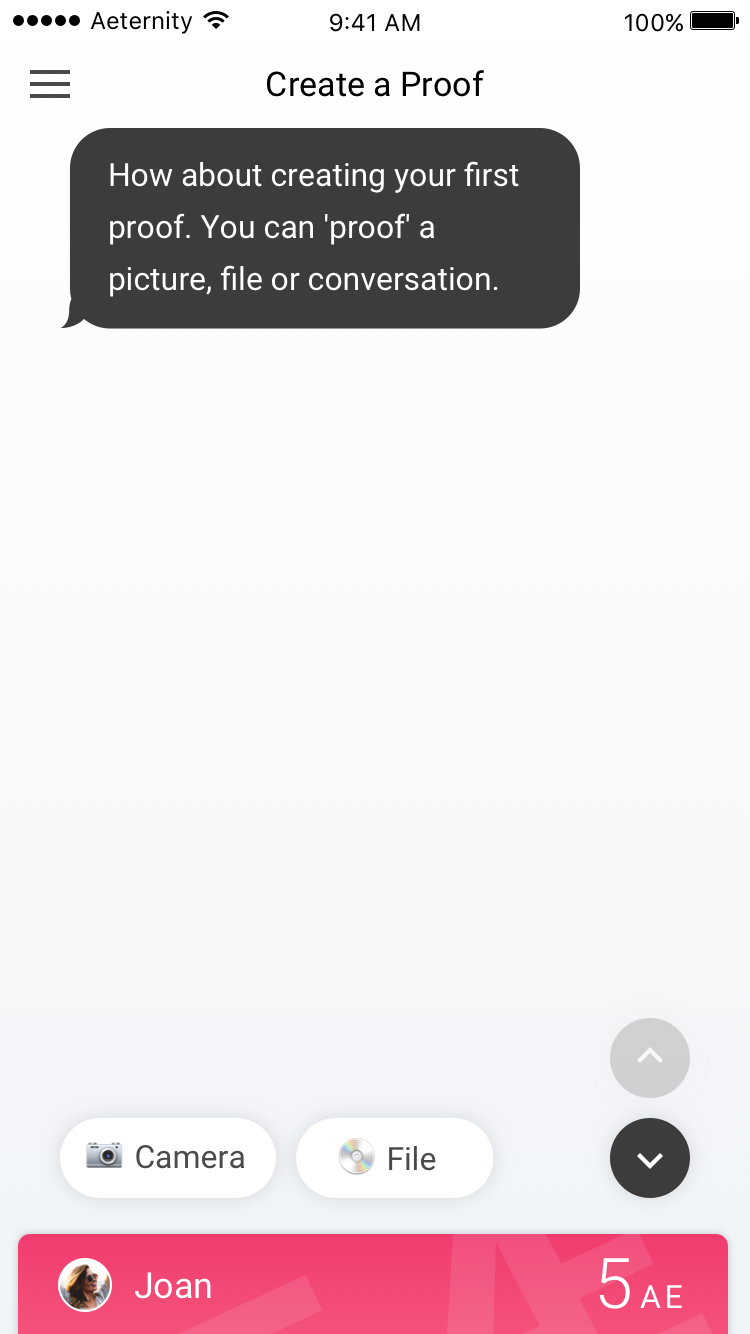 Aeternity 9:41 AM 100%
Create a Proof
How about creating your first
proof. You can 'proof' a
picture, file or conversation.
Camera File
Joan 5 AE